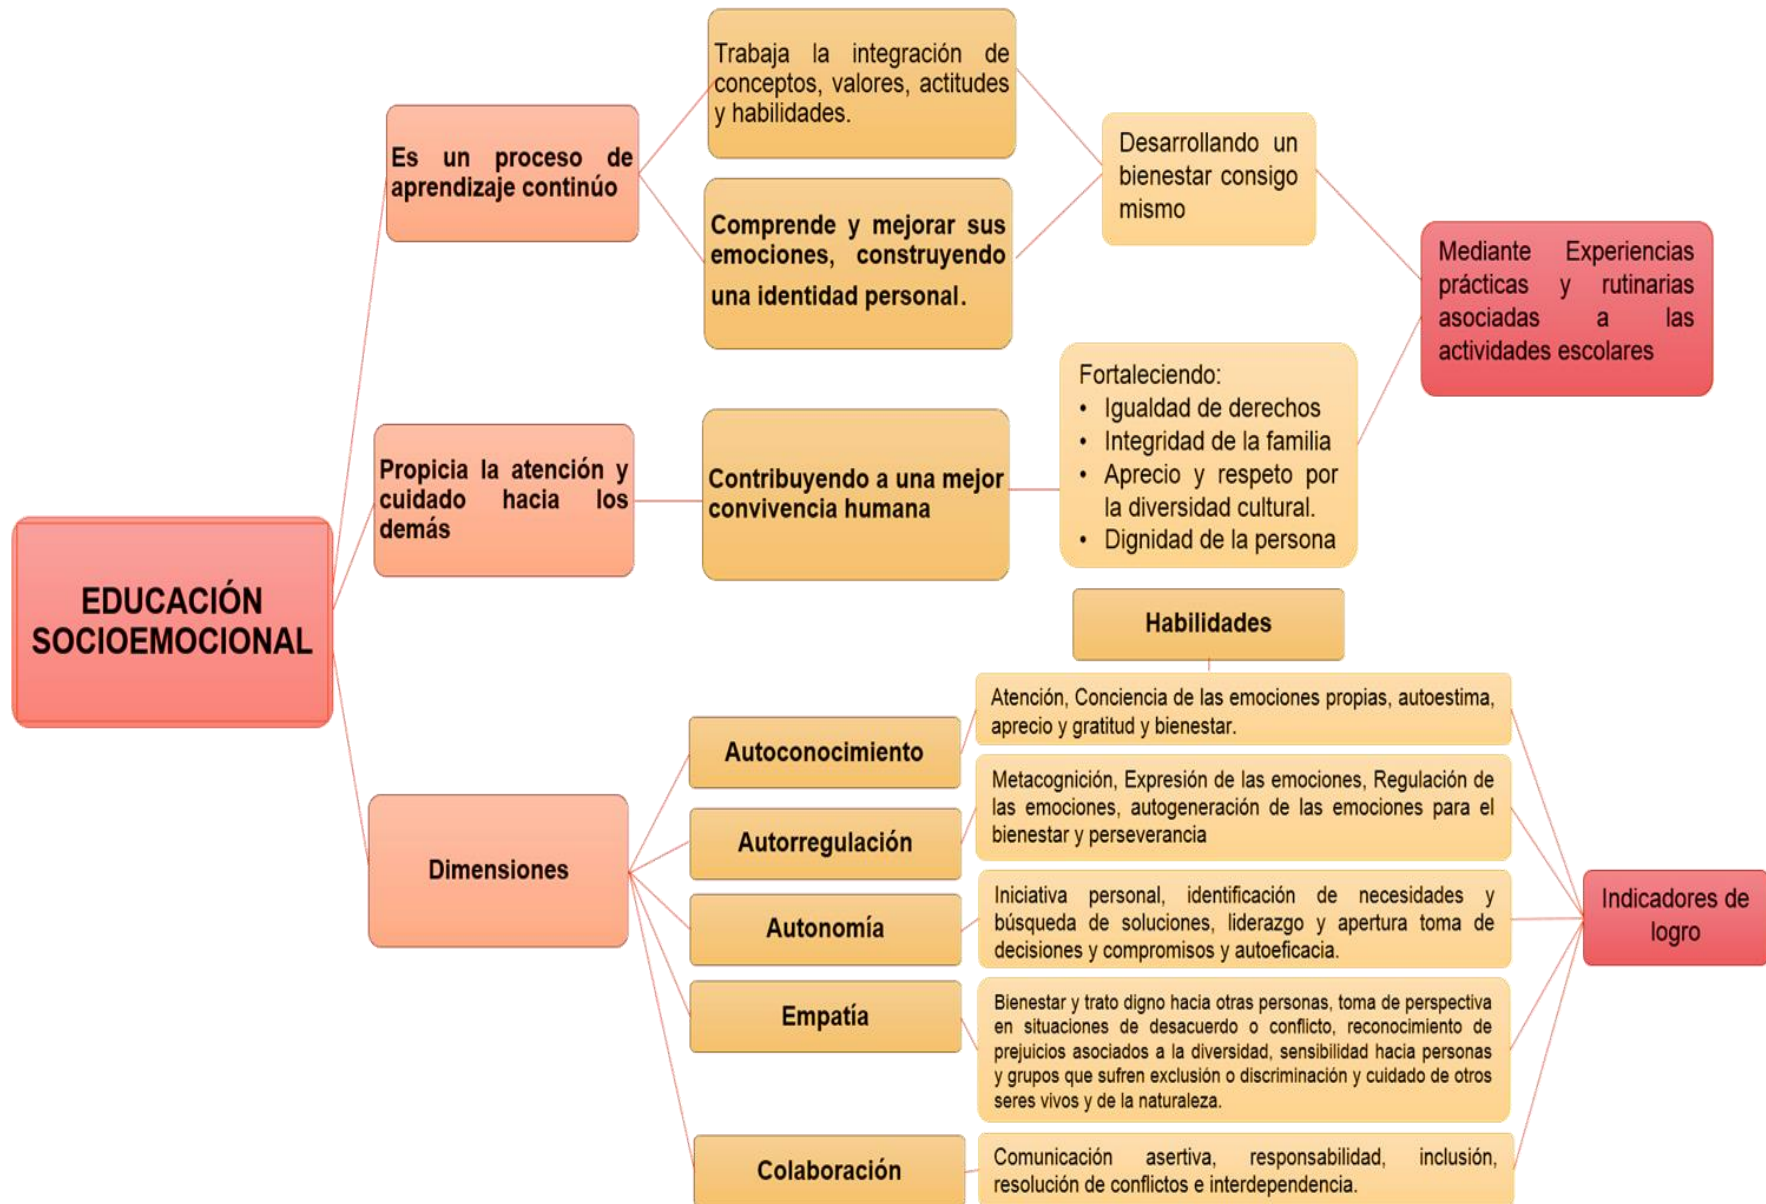 EDUCACIÓN
SOCIOEMOCIONAL
Es un proceso de
aprendizaje continúo
Trabaja la integración de
conceptos, valores, actitudes
y habilidades.
Comprende y mejorar sus
emociones, construyendo
una identidad personal.
Desarrollando un
bienestar consigo
mismo
Mediante Experiencias
prácticas y rutinarias
asociadas a las
actividades escolares
Propicia la atención y
cuidado hacia los
demás
Contribuyendo a una mejor
convivencia humana
Fortaleciendo:
• Igualdad de derechos
• Integridad de la familia
• Aprecio y respeto por
la diversidad cultural.
• Dignidad de la persona
Dimensiones
Habilidades
Autoconocimiento
Atención, Conciencia de las emociones propias, autoestima,
aprecio y gratitud y bienestar.
Autorregulación
Metacognición, Expresión de las emociones, Regulación de
las emociones, autogeneración de las emociones para el
bienestar y perseverancia
Autonomía
Iniciativa personal, identificación de necesidades y
búsqueda de soluciones, liderazgo y apertura toma de
decisiones y compromisos y autoeficacia.
Empatía
Bienestar y trato digno hacia otras personas, toma de perspectiva
en situaciones de desacuerdo o conflicto, reconocimiento de
prejuicios asociados a la diversidad, sensibilidad hacia personas
y grupos que sufren exclusión o discriminación y cuidado de otros
seres vivos y de la naturaleza.
Colaboración
Comunicación asertiva, responsabilidad, inclusión,
resolución de conflictos e interdependencia.
Indicadores de
logro